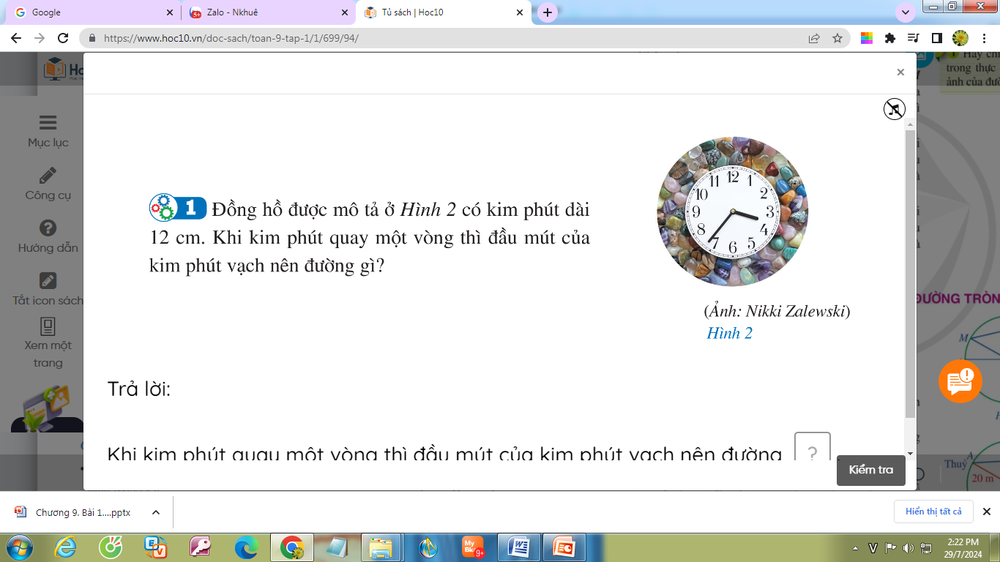 Google
Zalo - Nkhuê
Tủ sách | Hoc10
https://www.hoc10.vn/doc-sach/toan-9-tap-1/1/699/94/
Mục lục
Công cụ
Hướng dẫn
Tắt icon sách
Xem một
trang
1 Đồng hồ được mô tả ở Hình 2 có kim phút dài
12 cm. Khi kim phút quay một vòng thì đầu mút của
kim phút vạch nên đường gì?
12 1 2 3 4 5 6 7 8 9 10 11
(Ảnh: Nikki Zalewski)
Hình 2
Trả lời:
Khi kim phút quay một vòng thì đầu mút của kim phút vạch nên đường ?
Kiểm tra
trong thực
ảnh của
ĐƯỜNG TRÒN
M
Thuý A
20 m
Chương 9. Bài 1....pptx
Hiển thị tất cả
V
2:22 PM
29/7/2024